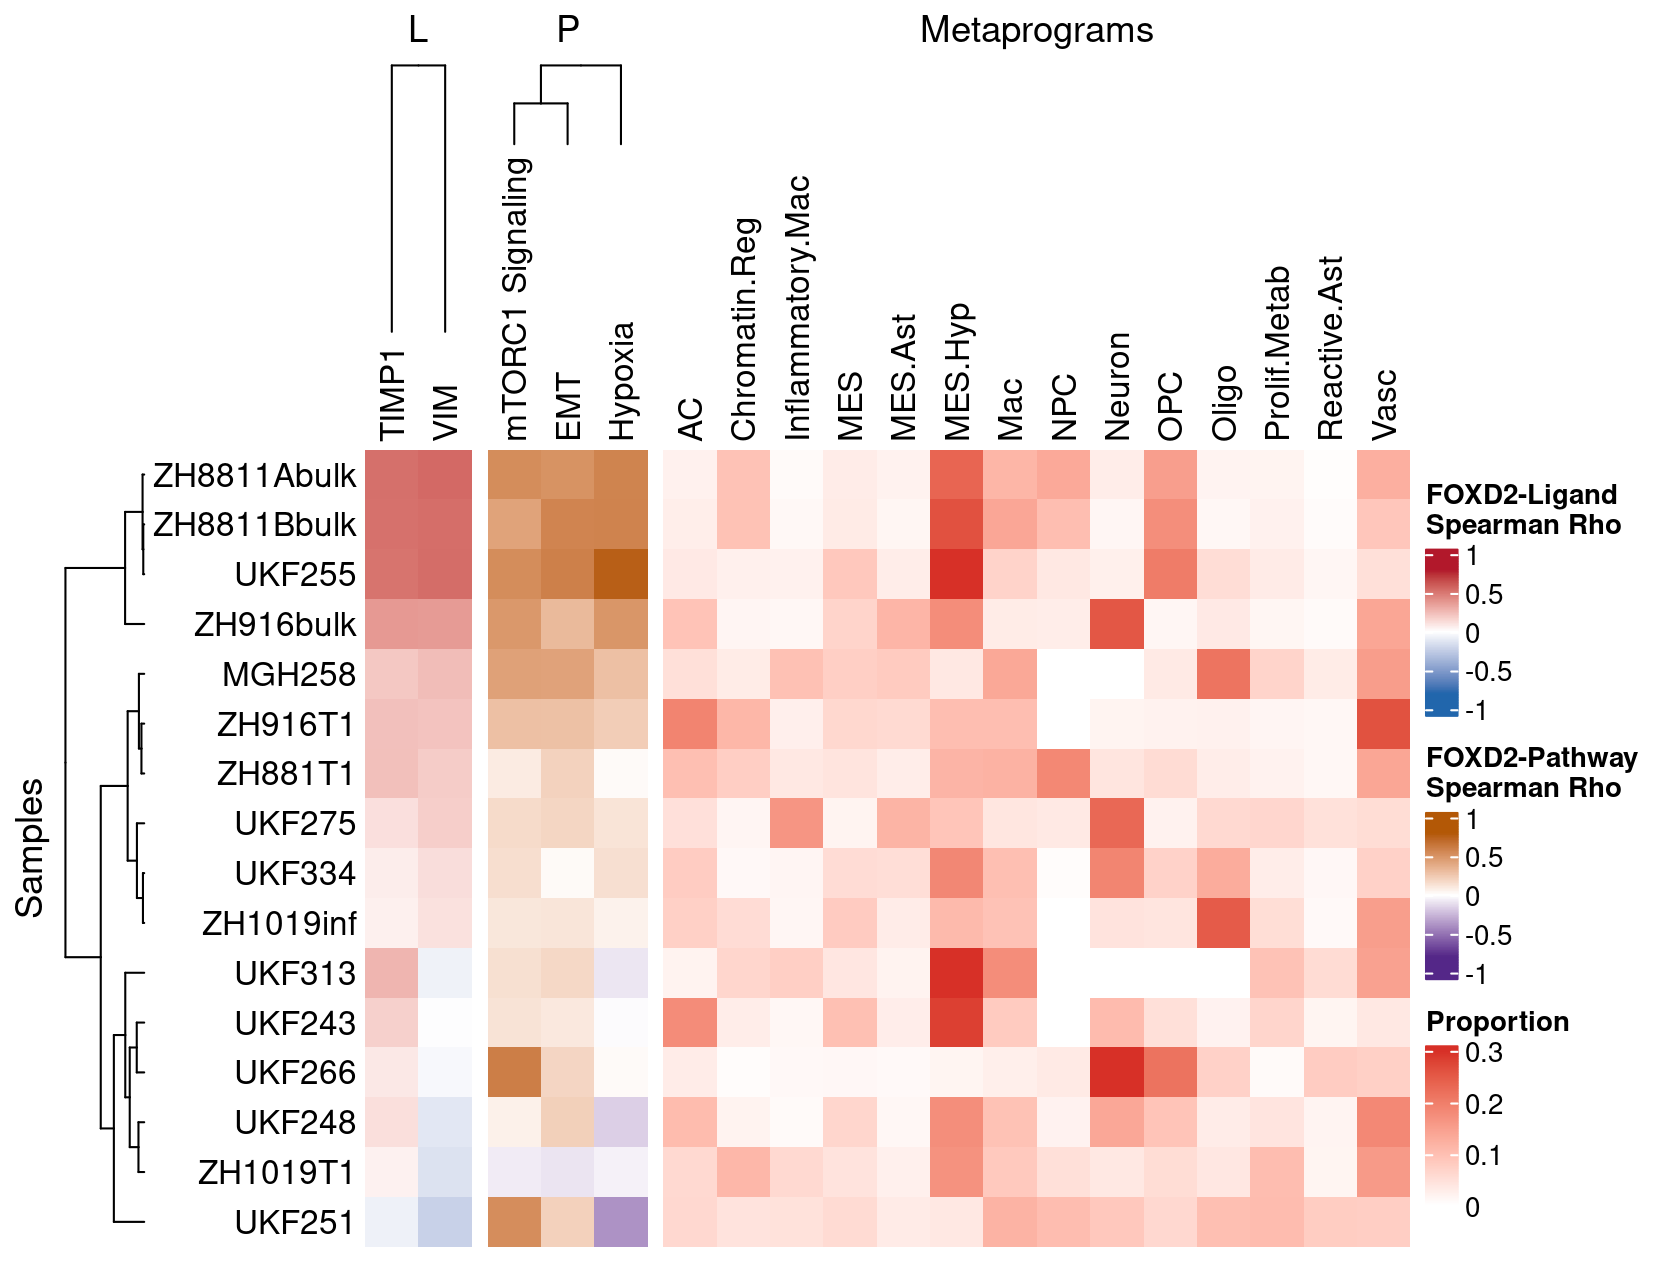 L
P
Metaprograms
TIMP1
VIM
mTORC1 Signaling
EMT
Hypoxia
AC
Chromatin.Reg
Inflammatory.Mac
MES
MES.Ast
MES.Hyp
Mac
NPC
Neuron
OPC
Oligo
Prolif.Metab
Reactive.Ast
Vasc
Samples
ZH8811Abulk
ZH8811Bbulk
UKF255
ZH916bulk
MGH258
ZH916T1
ZH881T1
UKF275
UKF334
ZH1019inf
UKF313
UKF243
UKF266
UKF248
ZH1019T1
UKF251
FOXD2-Ligand
Spearman Rho
1
0.5
0
-0.5
-1
FOXD2-Pathway
Spearman Rho
1
0.5
0
-0.5
-1
Proportion
0.3
0.2
0.1
0